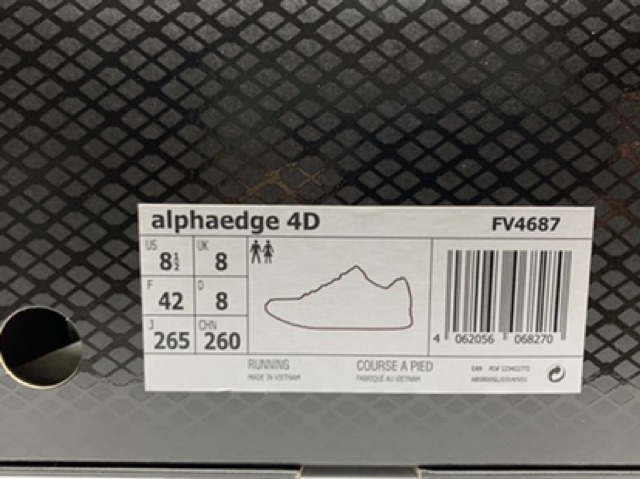 alphaedge 4D FV4687
US 8½ UK 8
F 42 D 8
J 265 CHN 260
RUNNING COURSE A PIED
MADE IN VIETNAM FABRIQUÉ AU VIETNAM
4 062056 068270
EAN